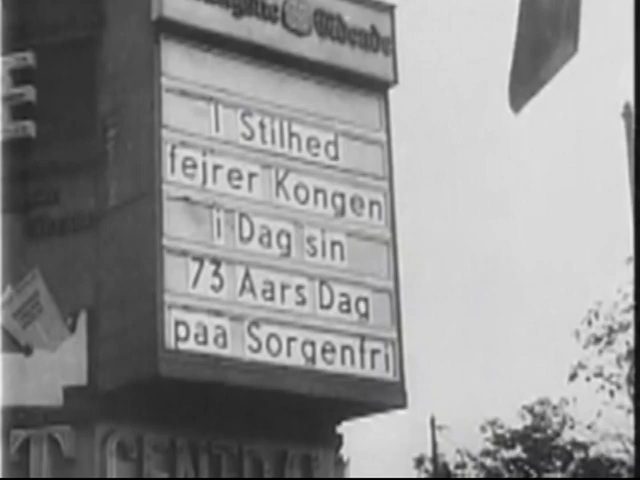 I Stilhed
fejrer Kongen
i Dag sin
73 Aars Dag
paa Sorgenfri